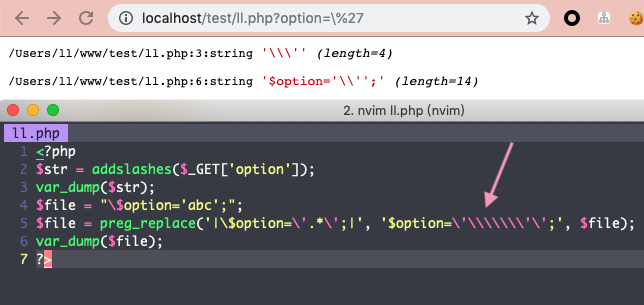 localhost/test/ll.php?option=\%27
/Users/ll/www/test/ll.php:3:string '\\\'' (length=4)
/Users/ll/www/test/ll.php:6:string '$option='\\'';' (length=14)
2. nvim ll.php (nvim)
ll.php
1 <?php
2 $str = addslashes($_GET['option']);
3 var_dump($str);
4 $file = "\$option='abc';";
5 $file = preg_replace('|\$option=\'.*\';|', '$option=\'\\\\\\\'\';', $file);
6 var_dump($file);
7 ?>